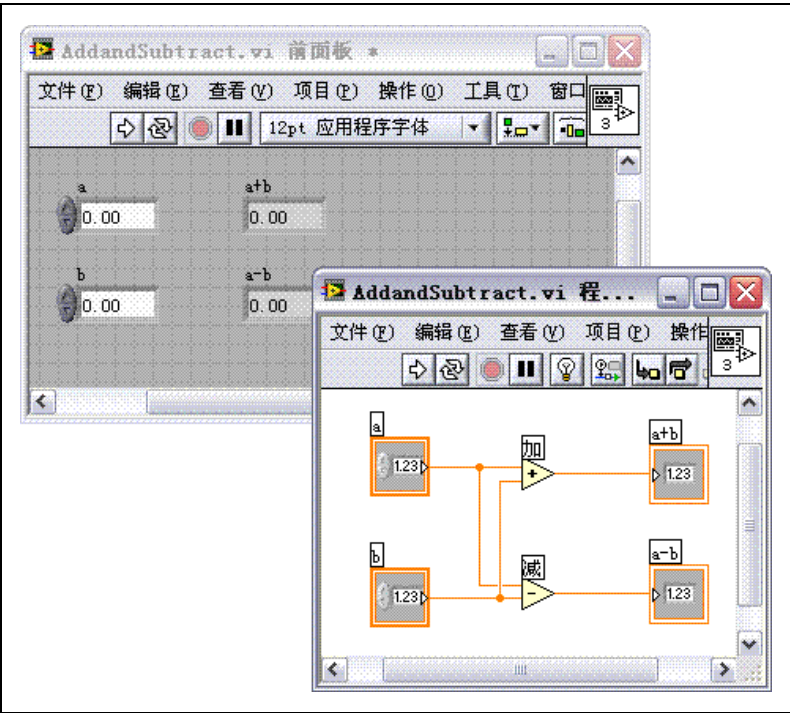 AddandSubtract.vi 前面板 *
文件(F) 编辑(E) 查看(V) 项目(P) 操作(O) 工具(T) 窗口
12pt 应用程序字体
3
a
0.00
a+b
0.00
b
0.00
a-b
0.00
AddandSubtract.vi 程...
文件(F) 编辑(E) 查看(V) 项目(P) 操作
3
a
1.23
加
+
a+b
1.23
b
1.23
减
-
a-b
1.23